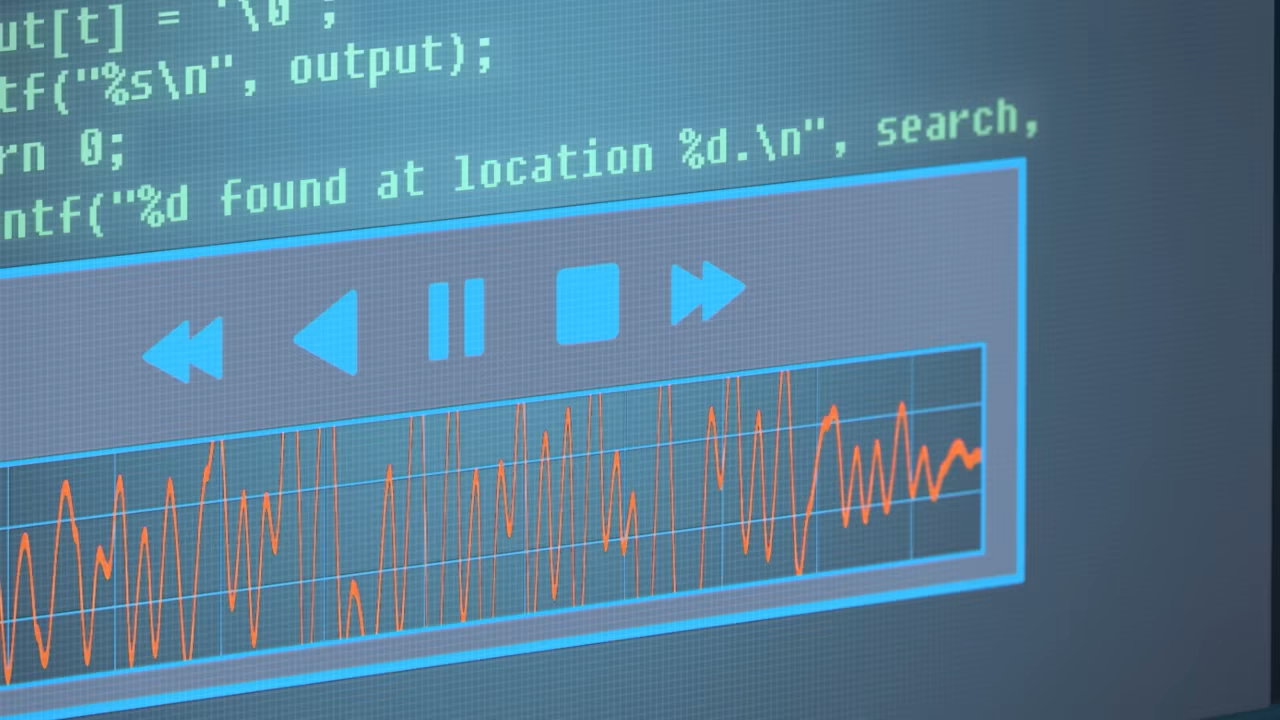 ut[t] = '\0';
tf("%s\n", output);
rn 0;
ntf("%d found at location %d.\n", search,